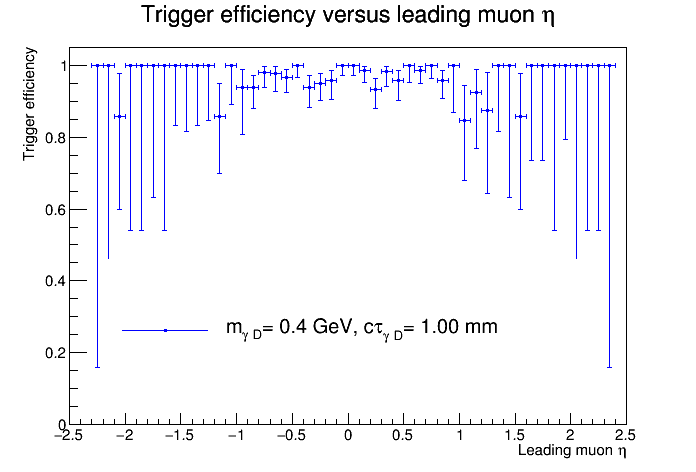 Trigger efficiency versus leading muon η
Trigger efficiency
1
0.8
0.6
0.4
0.2
0
m γ D = 0.4 GeV, cτ γ D = 1.00 mm
−2.5 −2 −1.5 −1 −0.5 0 0.5 1 1.5 2 2.5
Leading muon η